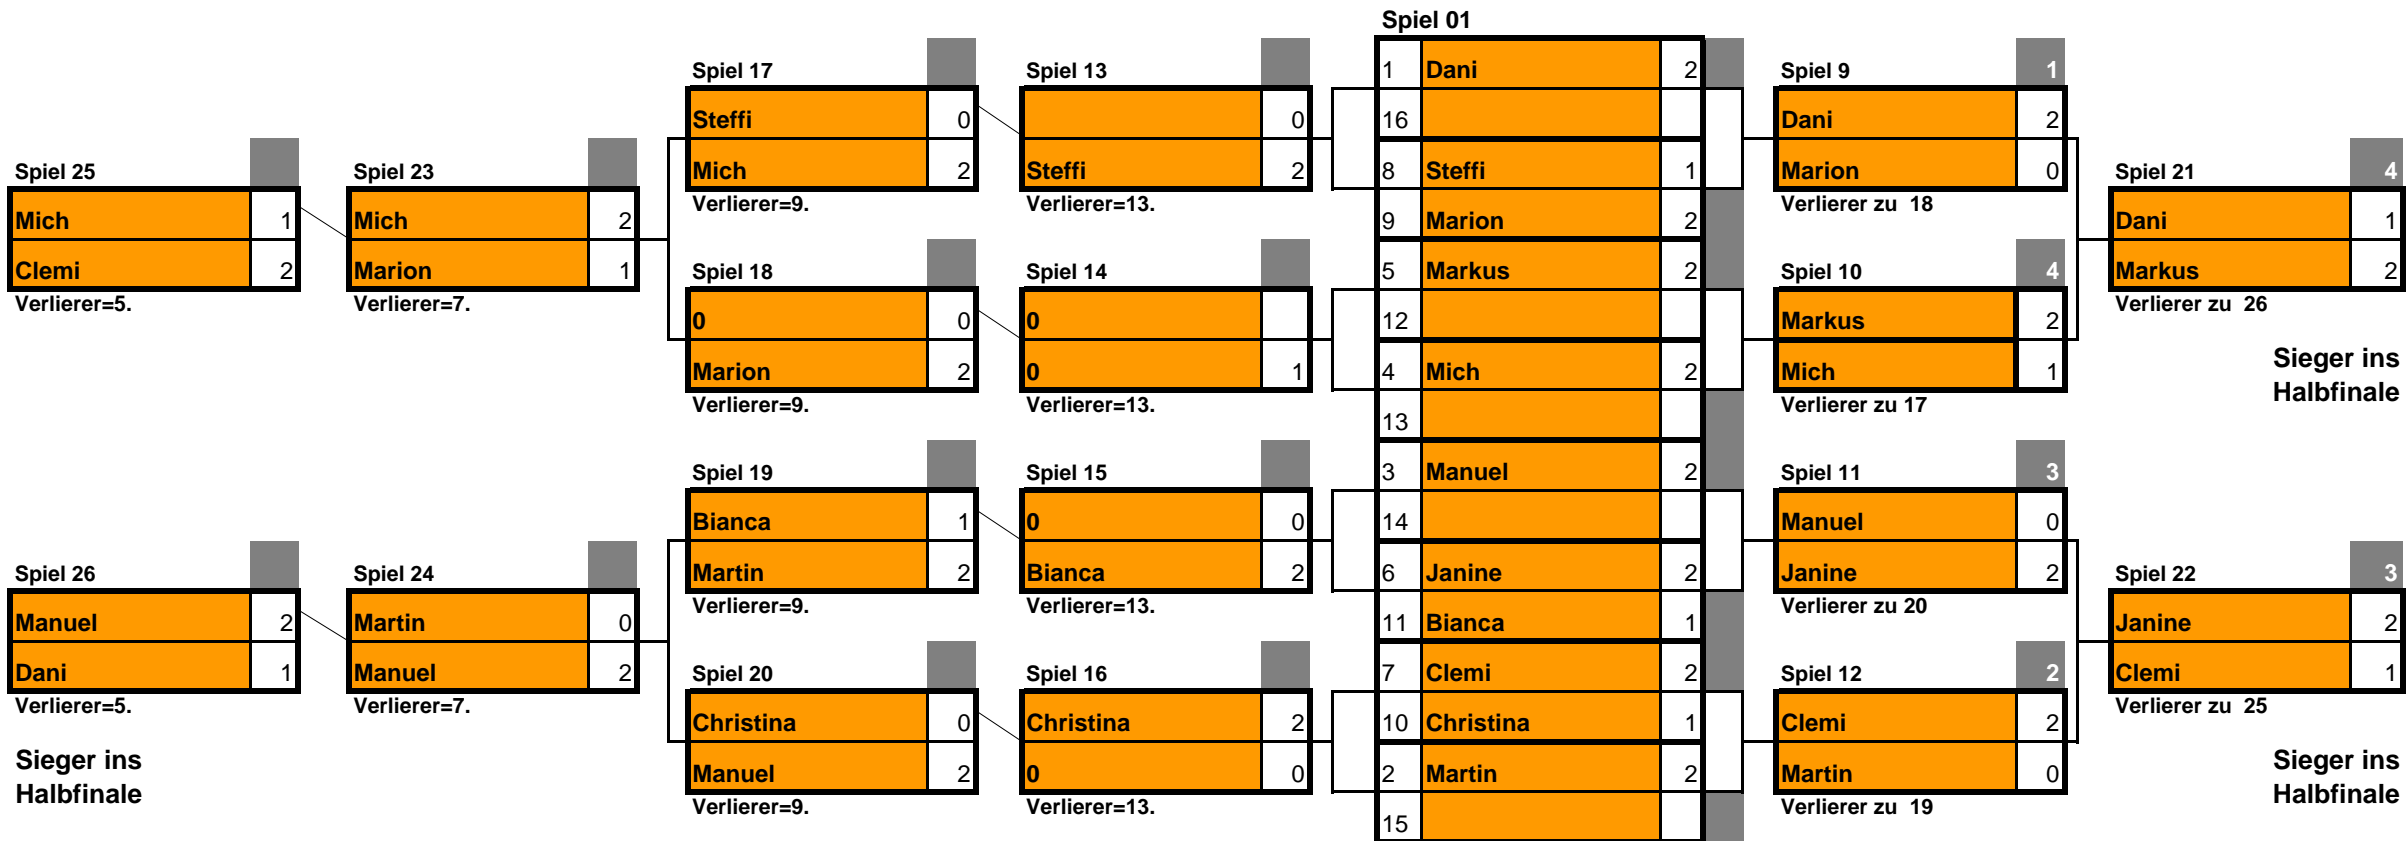 Spiel 01
1 Dani 2
16
8 Steffi 1
9 Marion 2
5 Markus 2
12
4 Mich 2
13
3 Manuel 2
14
6 Janine 2
11 Bianca 1
7 Clemi 2
10 Christina 1
2 Martin 2
15
Spiel 25
Mich 1
Clemi 2
Verlierer=5.
Spiel 26
Manuel 2
Dani 1
Verlierer=5.
Sieger ins
Halbfinale
Spiel 23
Mich 2
Marion 1
Verlierer=7.
Spiel 24
Martin 0
Manuel 2
Verlierer=7.
Spiel 17
Steffi 0
Mich 2
Verlierer=9.
Spiel 18
0 0
Marion 2
Verlierer=9.
Spiel 19
Bianca 1
Martin 2
Verlierer=9.
Spiel 20
Christina 0
Manuel 2
Verlierer=9.
Spiel 13
0
Steffi 2
Verlierer=13.
Spiel 14
0
0 1
Verlierer=13.
Spiel 15
0 0
Bianca 2
Verlierer=13.
Spiel 16
Christina 2
0 0
Verlierer=13.
Spiel 9 1
Dani 2
Marion 0
Verlierer zu 18
Spiel 10 4
Markus 2
Mich 1
Verlierer zu 17
Spiel 11 3
Manuel 0
Janine 2
Verlierer zu 20
Spiel 12 2
Clemi 2
Martin 0
Verlierer zu 19
Spiel 21 4
Dani 1
Markus 2
Verlierer zu 26
Sieger ins
Halbfinale
Spiel 22 3
Janine 2
Clemi 1
Verlierer zu 25
Sieger ins
Halbfinale